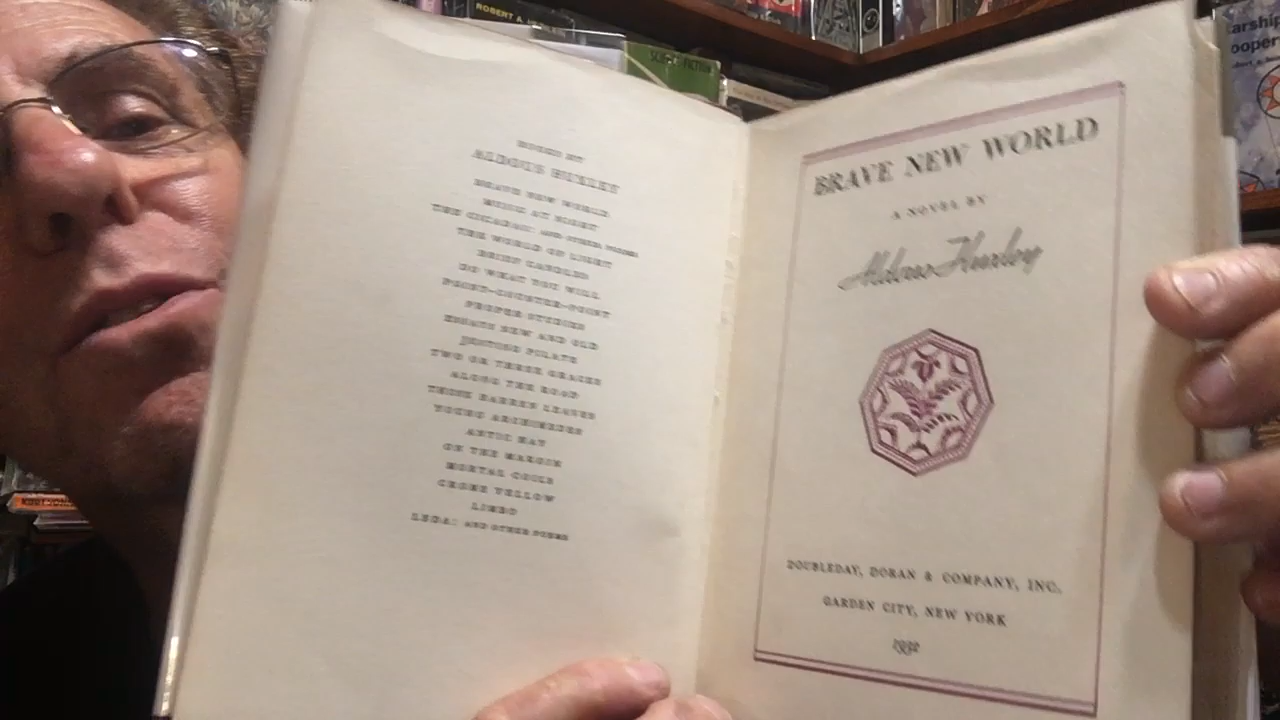 ROBERT A.
SCIENCE FICTION
BOOKS BY
ALDOUS HUXLEY
BRAVE NEW WORLD
MUSIC AT NIGHT
THE CICADAS: AND OTHER POEMS
THE WORLD OF LIGHT
BRIEF CANDLES
DO WHAT YOU WILL
POINT-COUNTER-POINT
PROPER STUDIES
ESSAYS NEW AND OLD
JESTING PILATE
TWO OR THREE GRACES
ALONG THE ROAD
THOSE BARREN LEAVES
YOUNG ARCHIMEDES
ANTIC HAY
ON THE MARGIN
MORTAL COILS
CROME YELLOW
LIMBO
LEDA: AND OTHER POEMS
BRAVE NEW WORLD
A NOVEL BY
Aldous Huxley
DOUBLEDAY, DORAN & COMPANY, INC.
GARDEN CITY, NEW YORK
1932